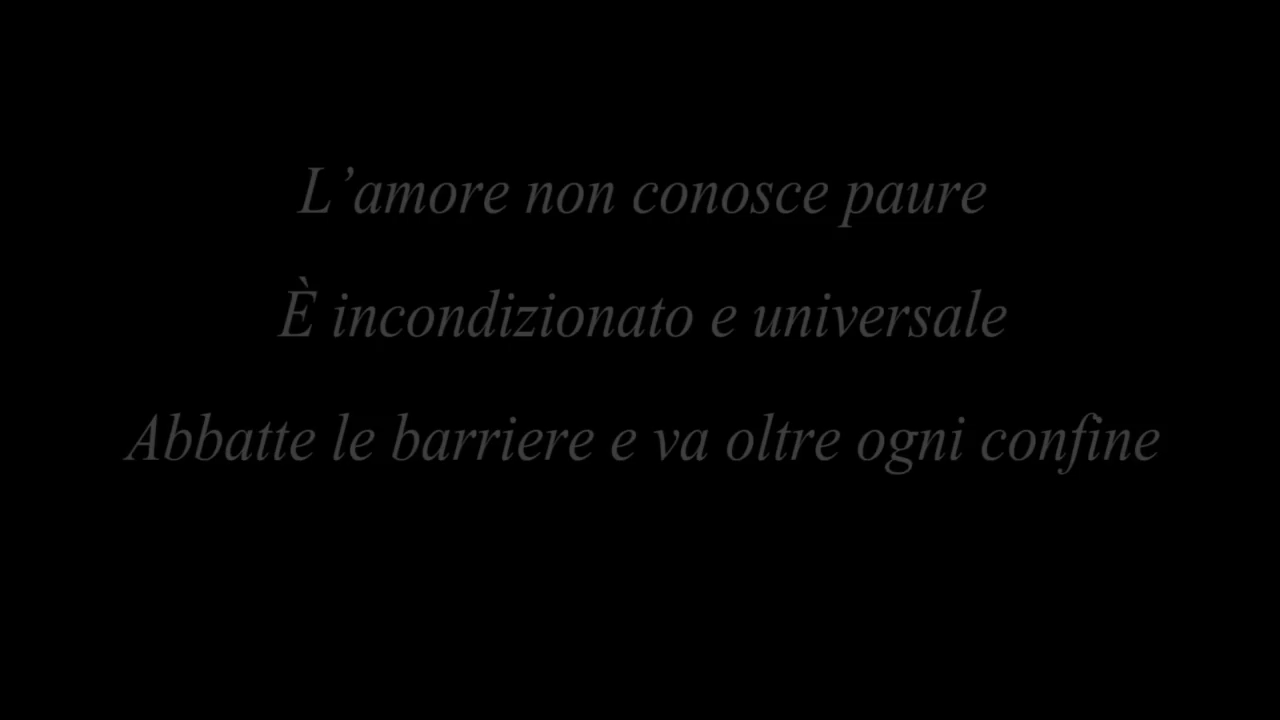 L’amore non conosce paure
È incondizionato e universale
Abbatte le barriere e va oltre ogni confine